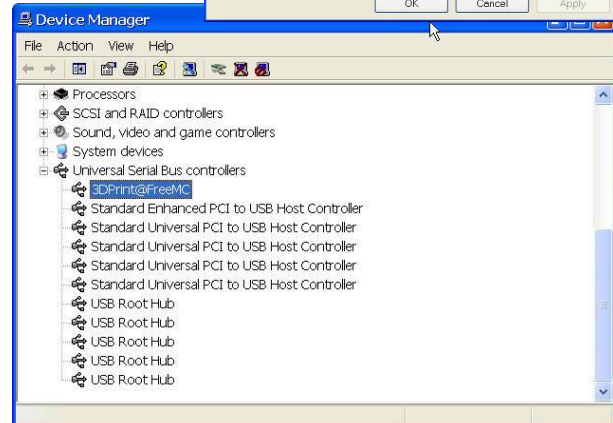 OK Cancel Apply
Device Manager
File Action View Help
Processors
SCSI and RAID controllers
Sound, video and game controllers
System devices
Universal Serial Bus controllers
3DPrint@FreeMC
Standard Enhanced PCI to USB Host Controller
Standard Universal PCI to USB Host Controller
Standard Universal PCI to USB Host Controller
Standard Universal PCI to USB Host Controller
Standard Universal PCI to USB Host Controller
USB Root Hub
USB Root Hub
USB Root Hub
USB Root Hub
USB Root Hub